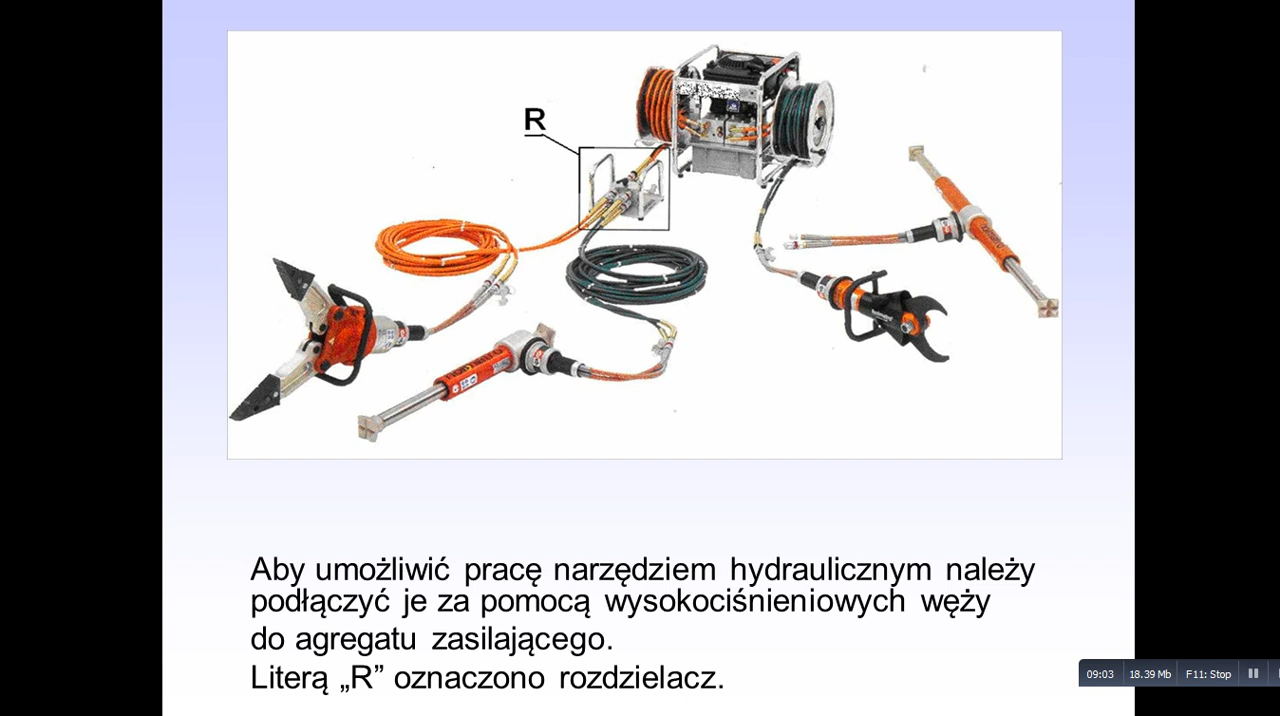 R
Aby umożliwić pracę narzędziem hydraulicznym należy
podłączyć je za pomocą wysokociśnieniowych węży
do agregatu zasilającego.
Literą „R” oznaczono rozdzielacz.
09:03 18.39 Mb F11: Stop